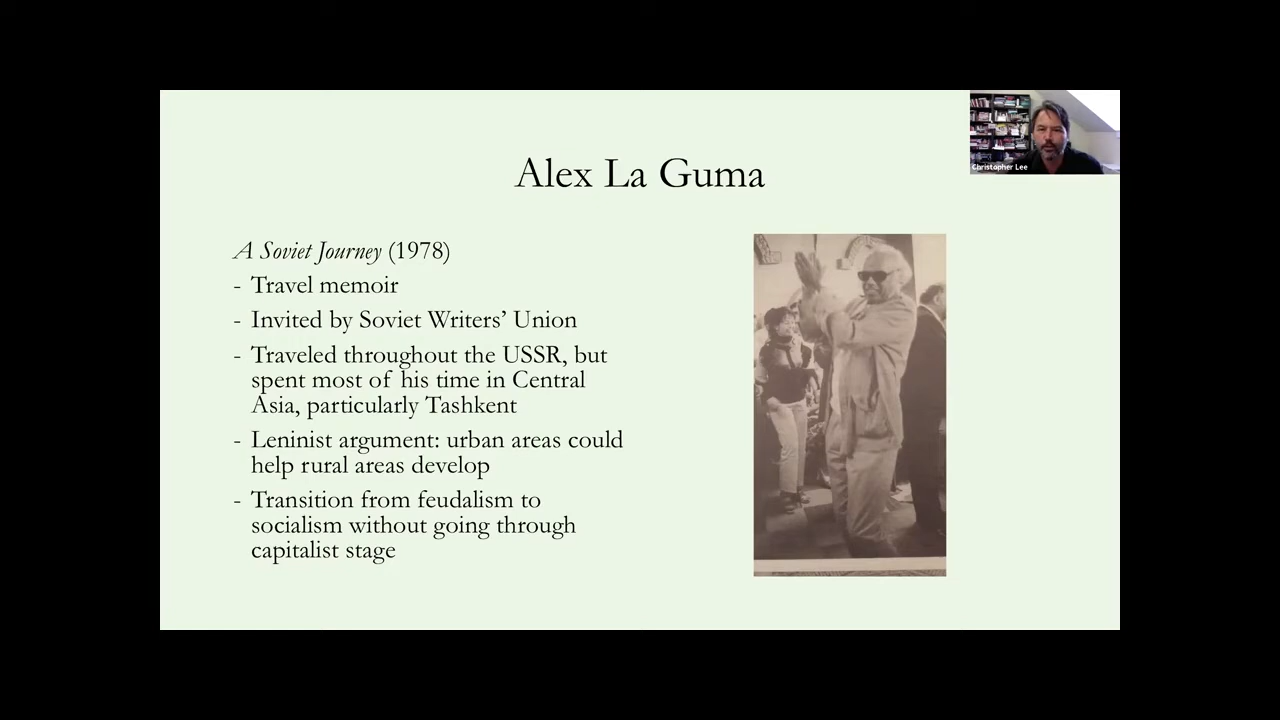 Christopher Lee
Alex La Guma
A Soviet Journey (1978)
- Travel memoir
- Invited by Soviet Writers’ Union
- Traveled throughout the USSR, but
spent most of his time in Central
Asia, particularly Tashkent
- Leninist argument: urban areas could
help rural areas develop
- Transition from feudalism to
socialism without going through
capitalist stage